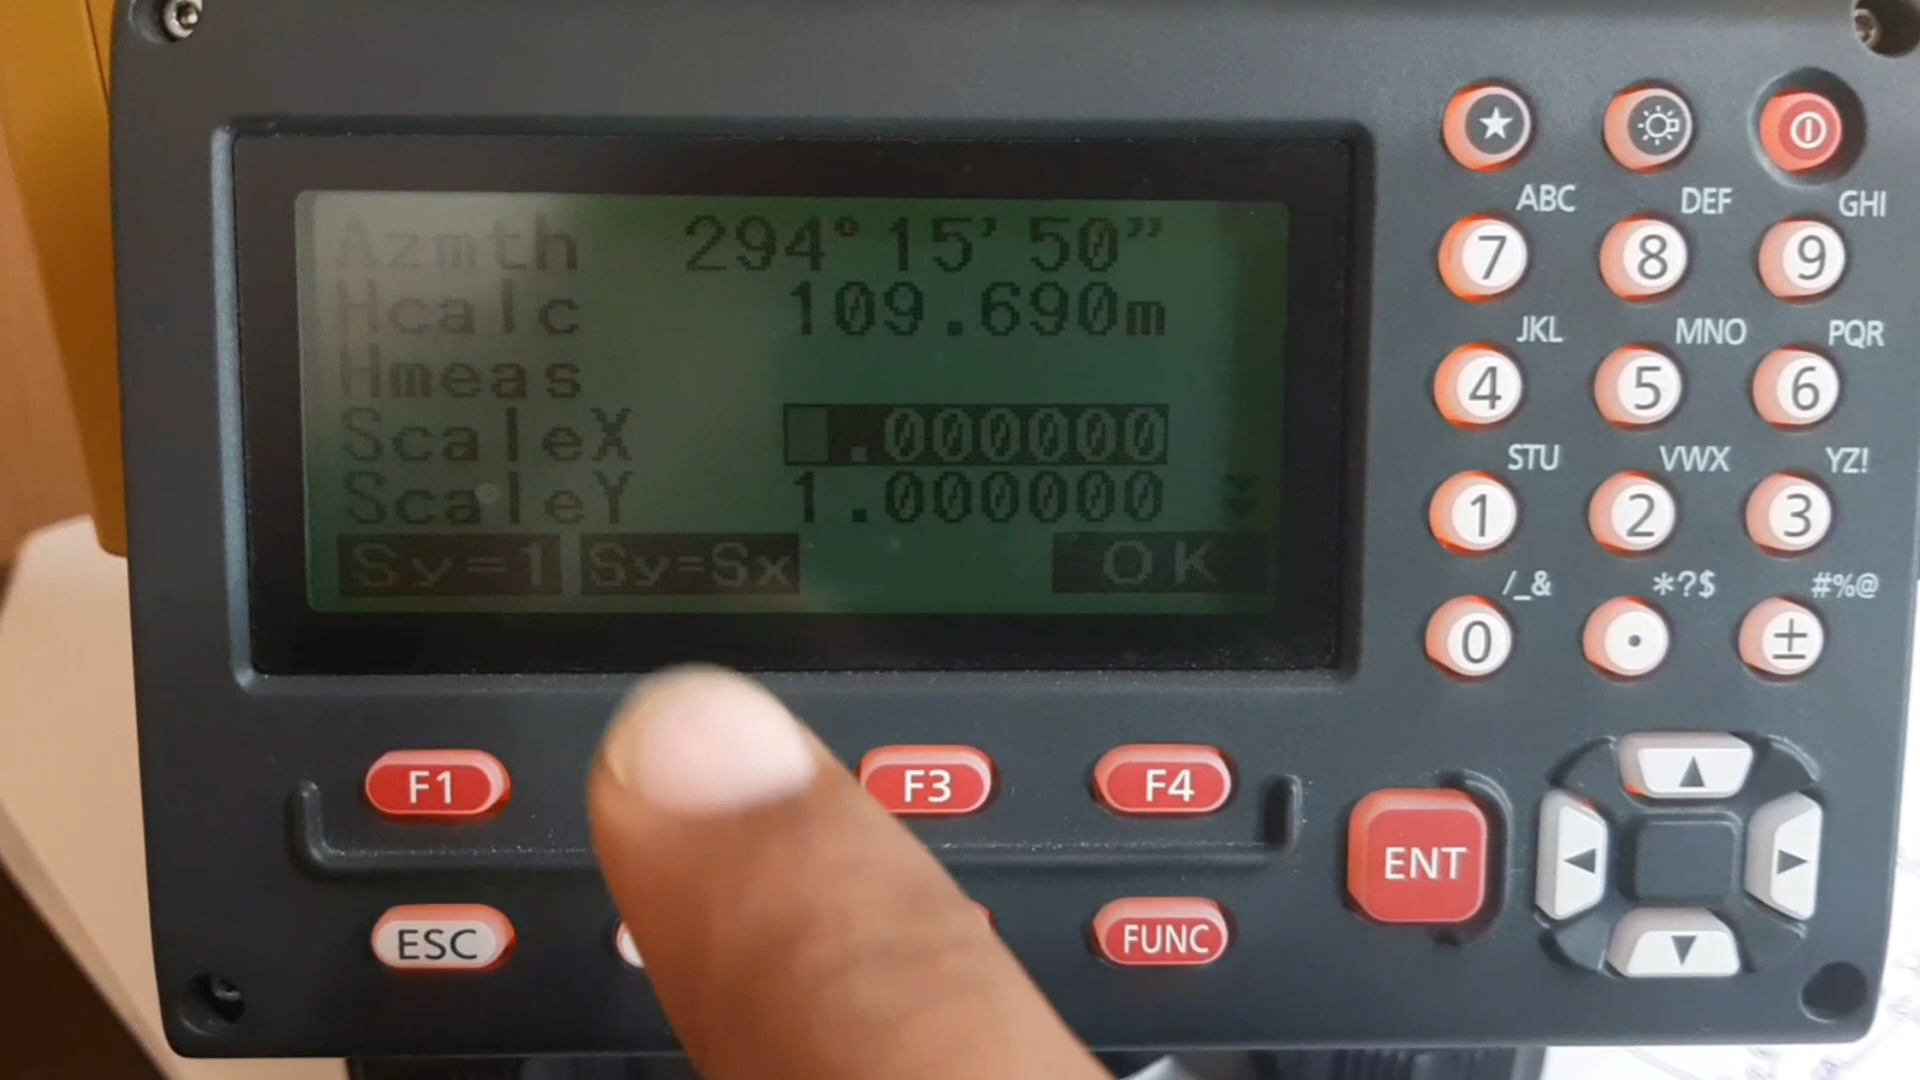 Azmth 294°15'50"
Hcalc 109.690m
Hmeas
ScaleX .000000
ScaleY 1.000000
Sy=1 Sy=Sx OK
ABC DEF GHI
7 8 9
JKL MNO PQR
4 5 6
STU VWX YZ!
1 2 3
/_& *?$ #%@
0 . ±
F1 F3 F4
ENT
ESC FUNC